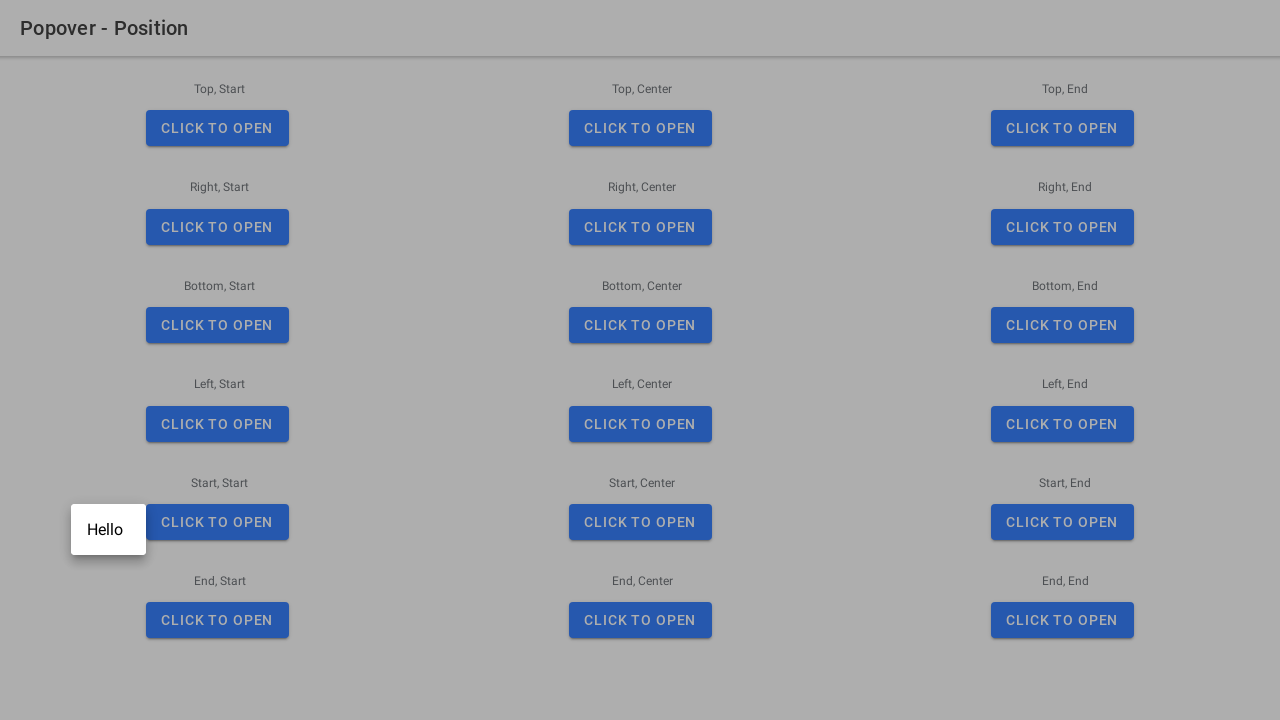 Popover - Position
Top, Start
Top, Center
Top, End
CLICK TO OPEN
CLICK TO OPEN
CLICK TO OPEN
Right, Start
Right, Center
Right, End
CLICK TO OPEN
CLICK TO OPEN
CLICK TO OPEN
Bottom, Start
Bottom, Center
Bottom, End
CLICK TO OPEN
CLICK TO OPEN
CLICK TO OPEN
Left, Start
Left, Center
Left, End
CLICK TO OPEN
CLICK TO OPEN
CLICK TO OPEN
Start, Start
Start, Center
Start, End
Hello
CLICK TO OPEN
CLICK TO OPEN
CLICK TO OPEN
End, Start
End, Center
End, End
CLICK TO OPEN
CLICK TO OPEN
CLICK TO OPEN